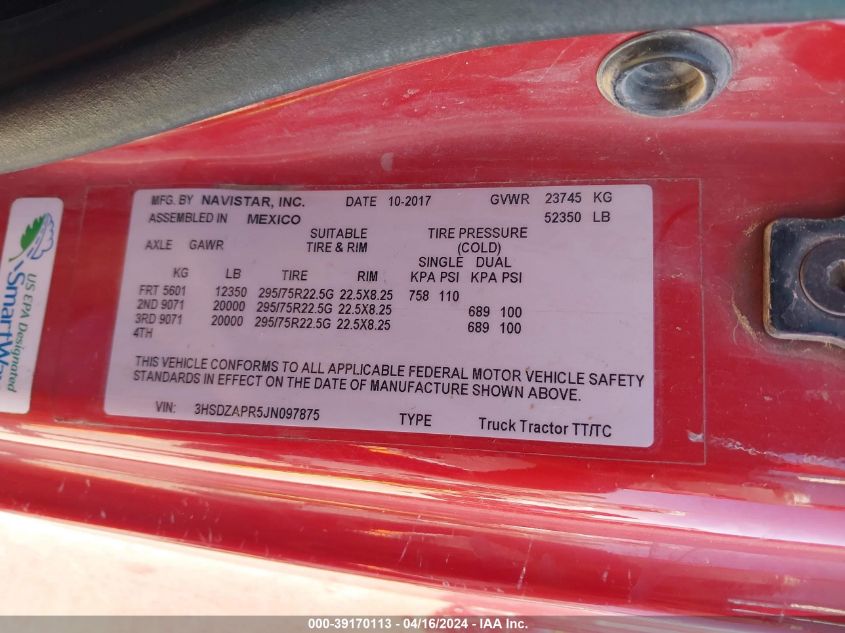 MFG. BY NAVISTAR, INC. DATE 10-2017 GVWR 23745 KG
ASSEMBLED IN MEXICO 52350 LB
SUITABLE TIRE PRESSURE
AXLE GAWR TIRE & RIM (COLD)
SINGLE DUAL
KG LB TIRE RIM KPA PSI KPA PSI
FRT 5601 12350 295/75R22.5G 22.5X8.25 758 110
2ND 9071 20000 295/75R22.5G 22.5X8.25 689 100
3RD 9071 20000 295/75R22.5G 22.5X8.25 689 100
4TH
THIS VEHICLE CONFORMS TO ALL APPLICABLE FEDERAL MOTOR VEHICLE SAFETY
STANDARDS IN EFFECT ON THE DATE OF MANUFACTURE SHOWN ABOVE.
VIN: 3HSDZAPR5JN097875 TYPE Truck Tractor TT/TC
US EPA Designated
000-39170113 - 04/16/2024 - IAA Inc.